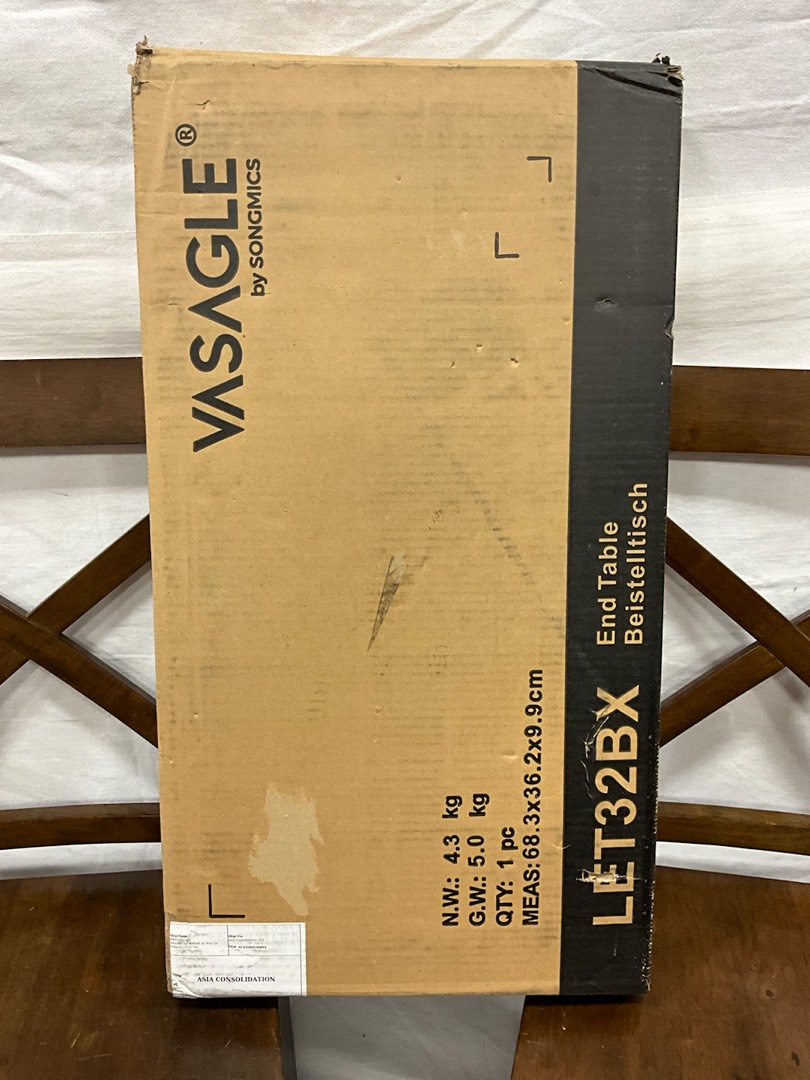 VASAGLE®
by SONGMICS
N.W.: 4.3 kg
G.W.: 5.0 kg
QTY: 1 pc
MEAS: 68.3x36.2x9.9cm
LET32BX
End Table
Beistelltisch
ASIA CONSOLIDATION